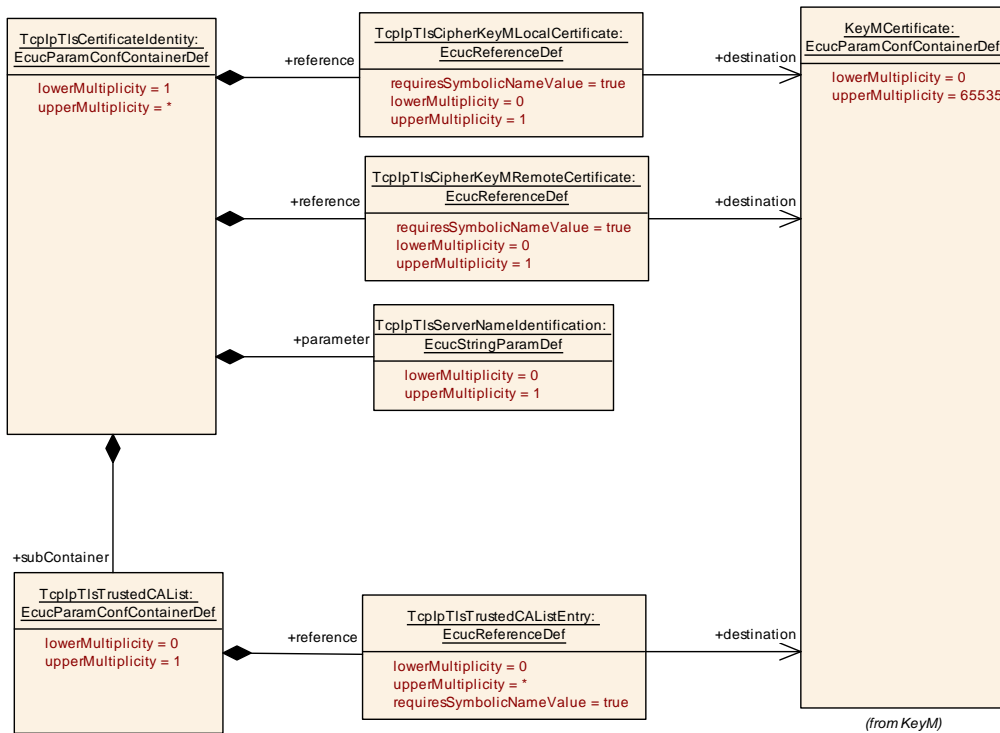 TcpIpTlsCertificateIdentity:
EcucParamConfContainerDef
lowerMultiplicity = 1
upperMultiplicity = *
+reference
TcpIpTlsCipherKeyMLocalCertificate:
EcucReferenceDef
requiresSymbolicNameValue = true
lowerMultiplicity = 0
upperMultiplicity = 1
+destination
KeyMCertificate:
EcucParamConfContainerDef
lowerMultiplicity = 0
upperMultiplicity = 65535
+reference
TcpIpTlsCipherKeyMRemoteCertificate:
EcucReferenceDef
requiresSymbolicNameValue = true
lowerMultiplicity = 0
upperMultiplicity = 1
+destination
+parameter
TcpIpTlsServerNameIdentification:
EcucStringParamDef
lowerMultiplicity = 0
upperMultiplicity = 1
+subContainer
TcpIpTlsTrustedCAList:
EcucParamConfContainerDef
lowerMultiplicity = 0
upperMultiplicity = 1
+reference
TcpIpTlsTrustedCAListEntry:
EcucReferenceDef
lowerMultiplicity = 0
upperMultiplicity = *
requiresSymbolicNameValue = true
+destination
(from KeyM)